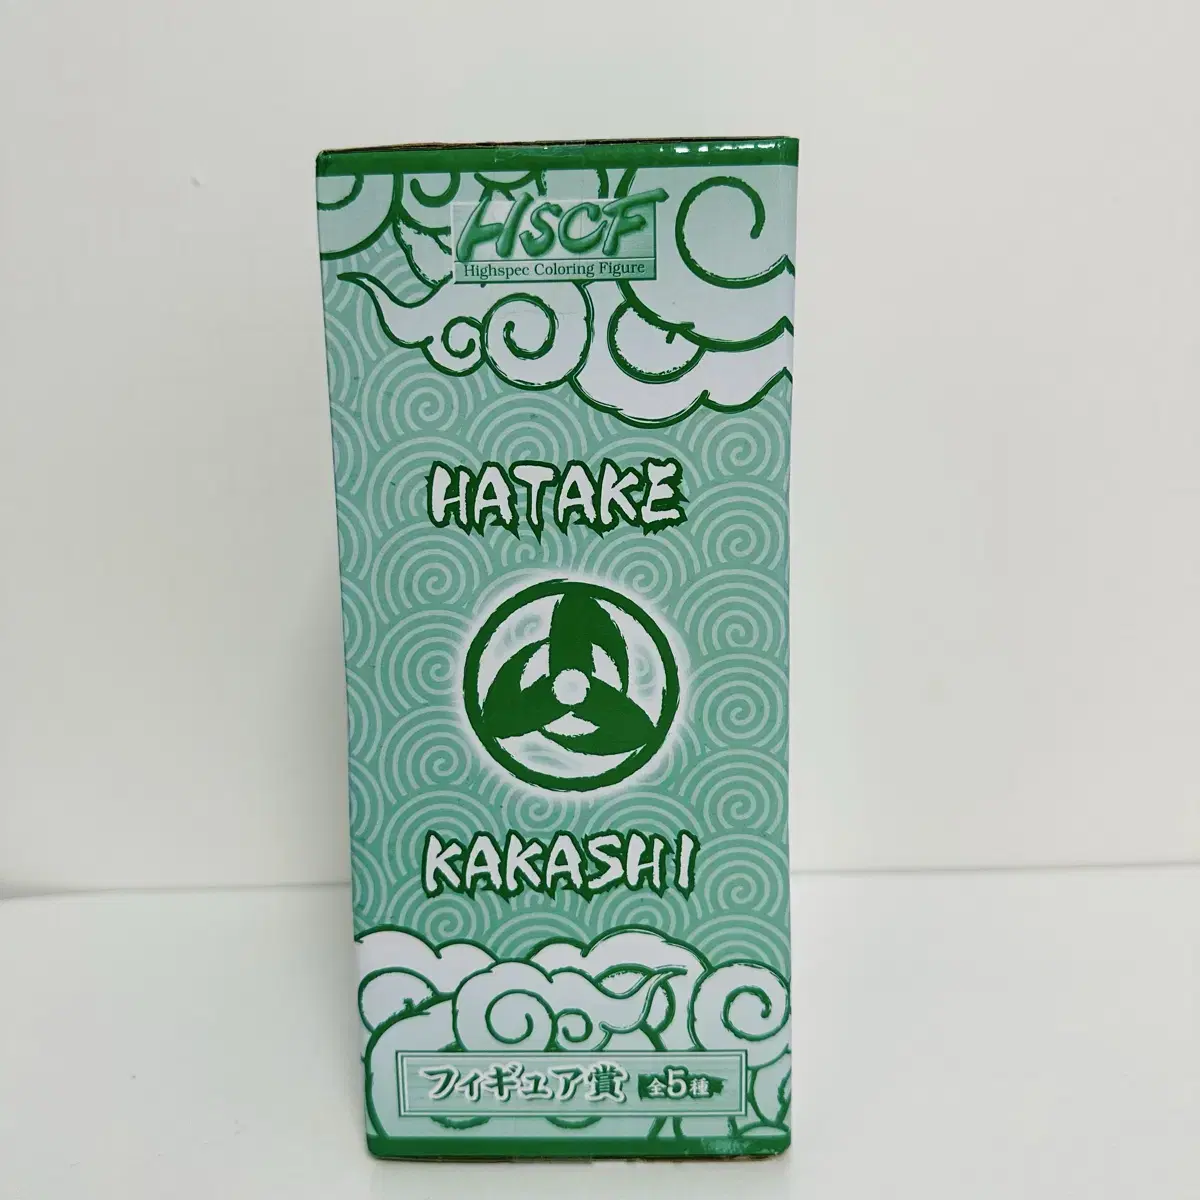 HSCF
Highspec Coloring Figure
HATAKE
KAKASHI
フィギュア賞 全5種